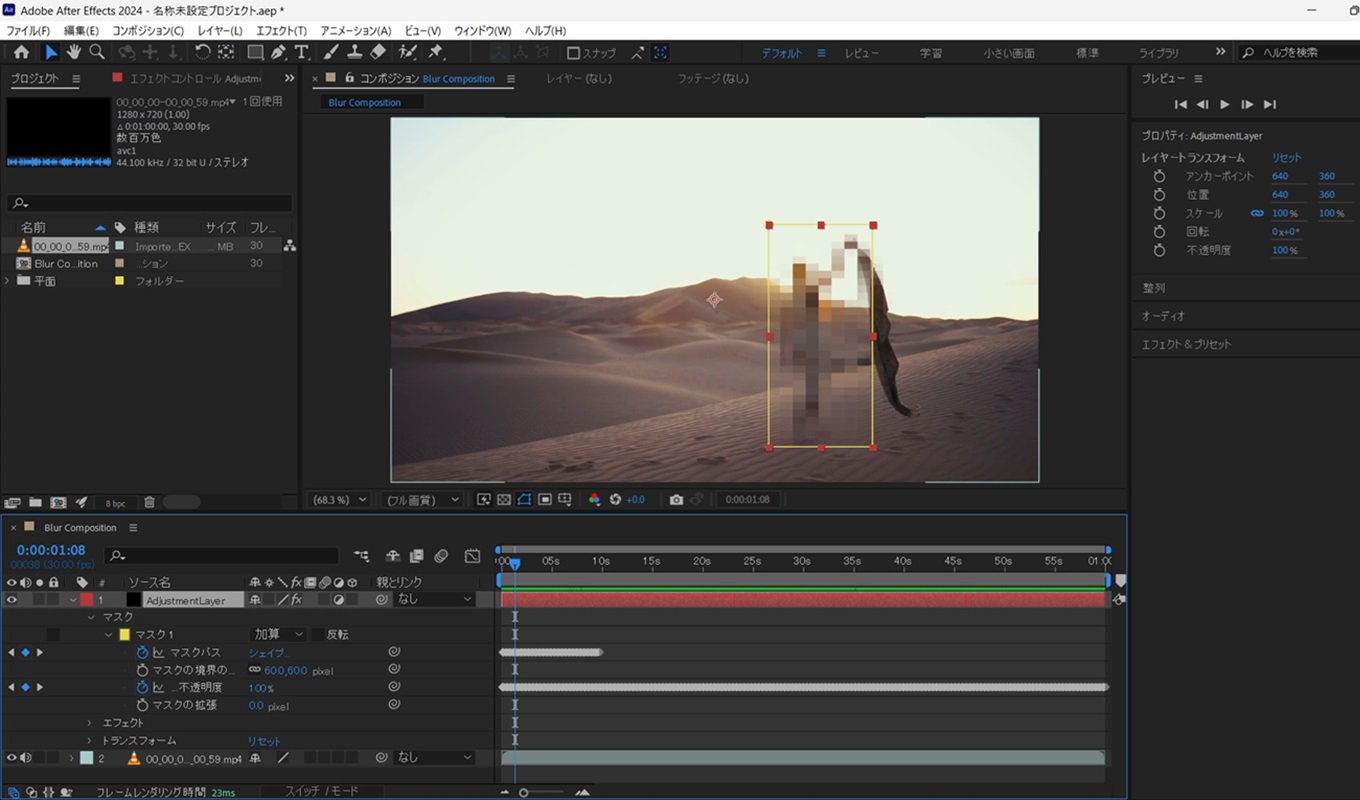 Adobe After Effects 2024 - 名称未設定プロジェクト.aep *
ファイル(F) 編集(E) コンポジション(C) レイヤー(L) エフェクト(T) アニメーション(A) ビュー(V) ウィンドウ(W) ヘルプ(H)
スナップ デフォルト レビュー 学習 小さい画面 標準 ライブラリ ヘルプを検索
プロジェクト エフェクトコントロール Adjustm
00_00_00-00_00_59.mp4 1回使用
1280 x 720 (1.00)
△ 0:01:00:00, 30.00 fps
数百万色
avc1
44.100 kHz / 32 bit U / ステレオ
名前 種類 サイズ フレ...
00_00_0...59.mp4 Importe...EX ... MB 30
Blur Co...ition ...ション 30
平面 フォルダー
8 bpc
コンポジション Blur Composition レイヤー (なし) フッテージ (なし)
Blur Composition
(68.3 %) (フル画質) +0.0 0:00:01:08
プレビュー
プロパティ: AdjustmentLayer
レイヤートランスフォーム リセット
アンカーポイント 640 360
位置 640 360
スケール 100 % 100 %
回転 0x+0°
不透明度 100 %
整列
オーディオ
エフェクト＆プリセット
Blur Composition
0:00:01:08
00038 (30.00 fps)
:00s 05s 10s 15s 20s 25s 30s 35s 40s 45s 50s 55s 01:00
# ソース名 fx 親とリンク
1 AdjustmentLayer fx なし
マスク
マスク 1 加算 反転
マスクパス シェイプ...
マスクの境界の... 600,600 pixel
...不透明度 100 %
マスクの拡張 0.0 pixel
エフェクト
トランスフォーム リセット
2 00_00_0..._00_59.mp4 なし
フレームレンダリング時間 23ms スイッチ / モード